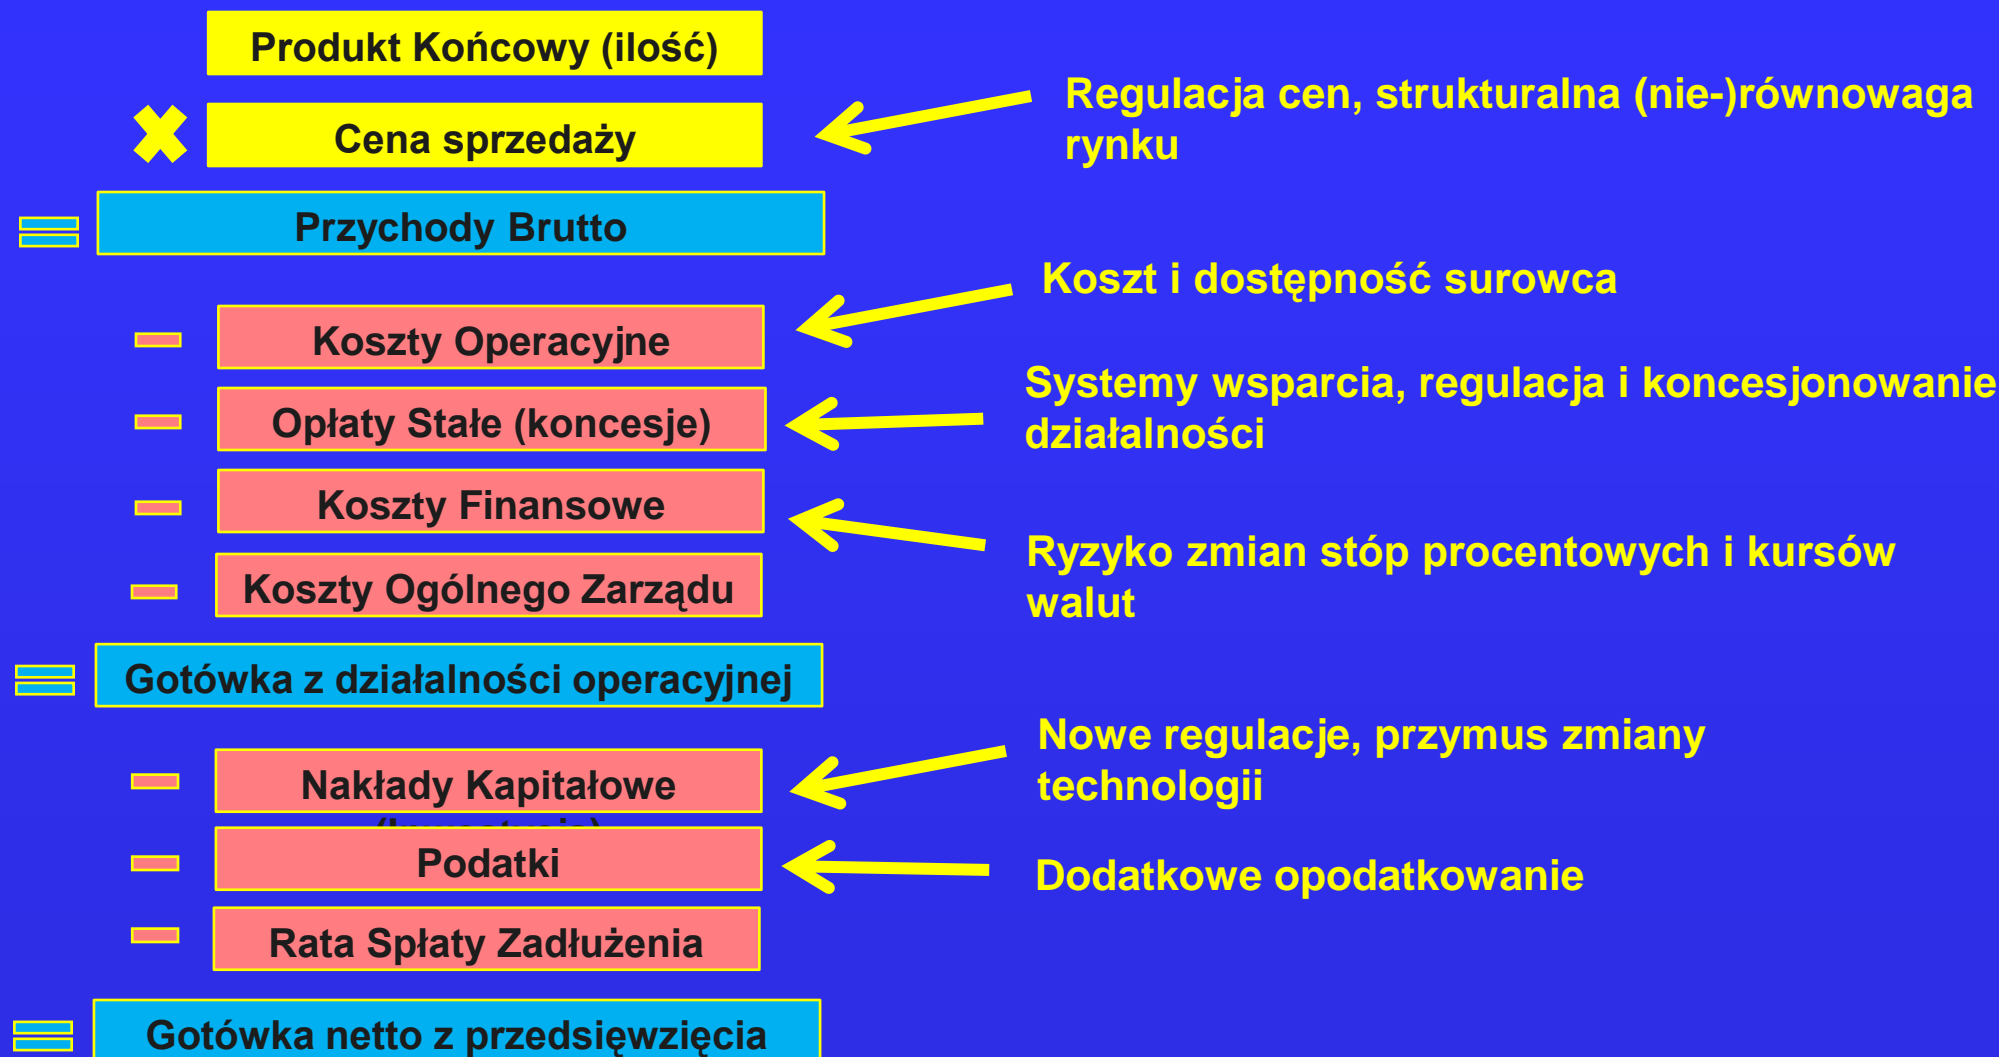 Produkt Końcowy (ilość)
Cena sprzedaży
Regulacja cen, strukturalna (nie-)równowaga
rynku
Przychody Brutto
Koszty Operacyjne
Koszt i dostępność surowca
Opłaty Stałe (koncesje)
Systemy wsparcia, regulacja i koncesjonowanie
działalności
Koszty Finansowe
Ryzyko zmian stóp procentowych i kursów
walut
Koszty Ogólnego Zarządu
Gotówka z działalności operacyjnej
Nakłady Kapitałowe
Nowe regulacje, przymus zmiany
technologii
Podatki
Dodatkowe opodatkowanie
Rata Spłaty Zadłużenia
Gotówka netto z przedsięwzięcia